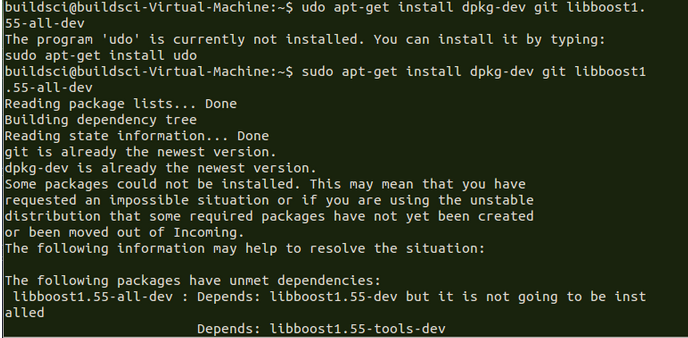 buildsci@buildsci-Virtual-Machine:~$ udo apt-get install dpkg-dev git libboost1.
55-all-dev
The program 'udo' is currently not installed. You can install it by typing:
sudo apt-get install udo
buildsci@buildsci-Virtual-Machine:~$ sudo apt-get install dpkg-dev git libboost1
.55-all-dev
Reading package lists... Done
Building dependency tree
Reading state information... Done
git is already the newest version.
dpkg-dev is already the newest version.
Some packages could not be installed. This may mean that you have
requested an impossible situation or if you are using the unstable
distribution that some required packages have not yet been created
or been moved out of Incoming.
The following information may help to resolve the situation:

The following packages have unmet dependencies:
 libboost1.55-all-dev : Depends: libboost1.55-dev but it is not going to be inst
alled
                        Depends: libboost1.55-tools-dev